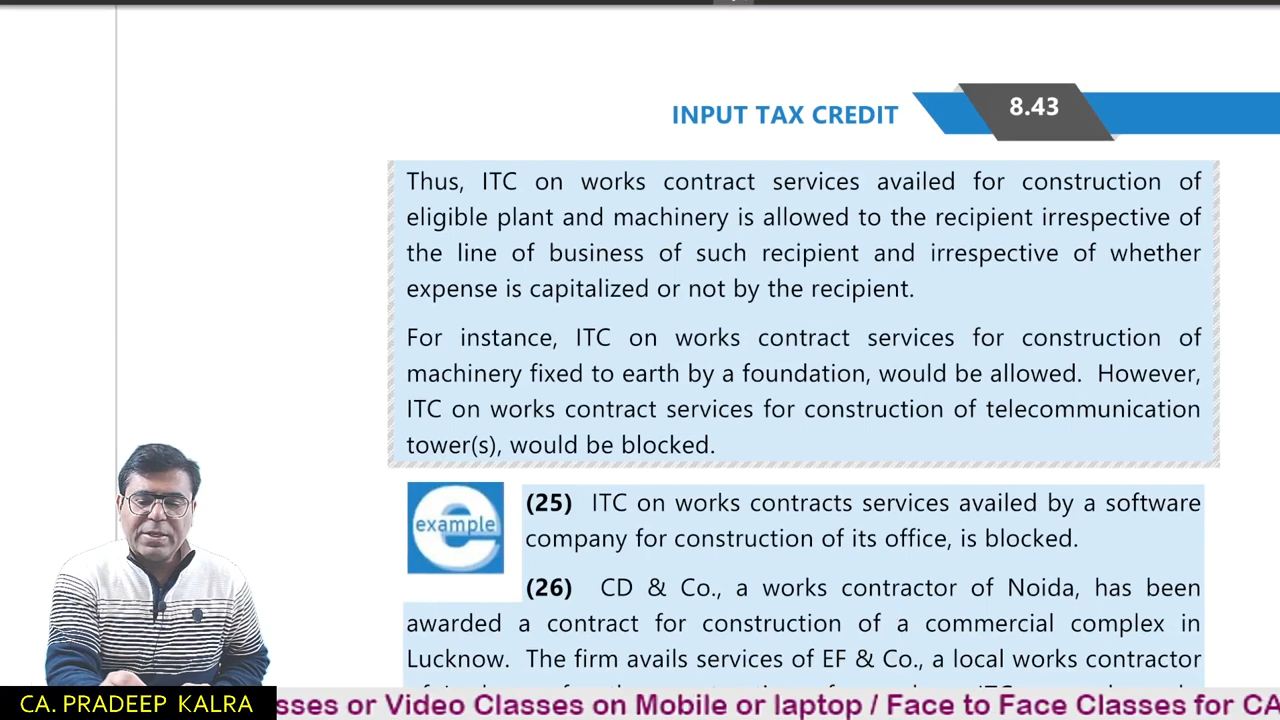 INPUT TAX CREDIT
8.43
Thus, ITC on works contract services availed for construction of
eligible plant and machinery is allowed to the recipient irrespective of
the line of business of such recipient and irrespective of whether
expense is capitalized or not by the recipient.
For instance, ITC on works contract services for construction of
machinery fixed to earth by a foundation, would be allowed. However,
ITC on works contract services for construction of telecommunication
tower(s), would be blocked.
example
(25) ITC on works contracts services availed by a software
company for construction of its office, is blocked.
(26) CD & Co., a works contractor of Noida, has been
awarded a contract for construction of a commercial complex in
Lucknow. The firm avails services of EF & Co., a local works contractor
CA. PRADEEP KALRA
sses or Video Classes on Mobile or laptop / Face to Face Classes for CA